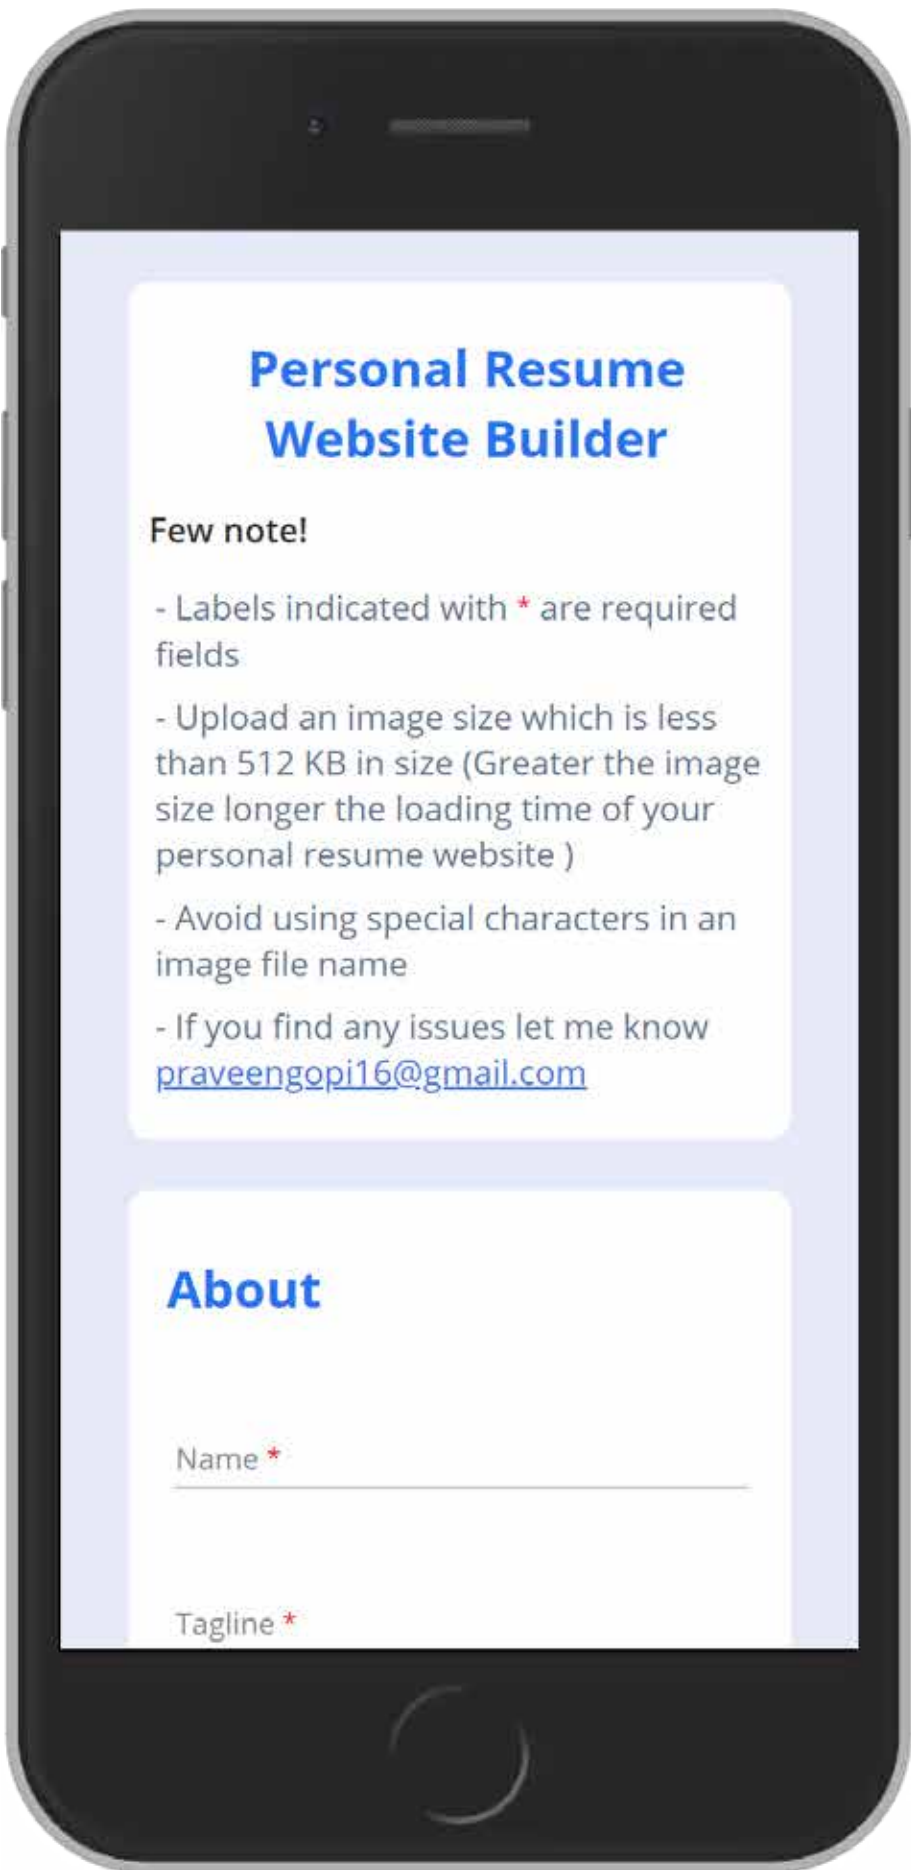 Personal Resume
Website Builder
Few note!
- Labels indicated with * are required
fields
- Upload an image size which is less
than 512 KB in size (Greater the image
size longer the loading time of your
personal resume website )
- Avoid using special characters in an
image file name
- If you find any issues let me know
praveengopi16@gmail.com
About
Name *
Tagline *